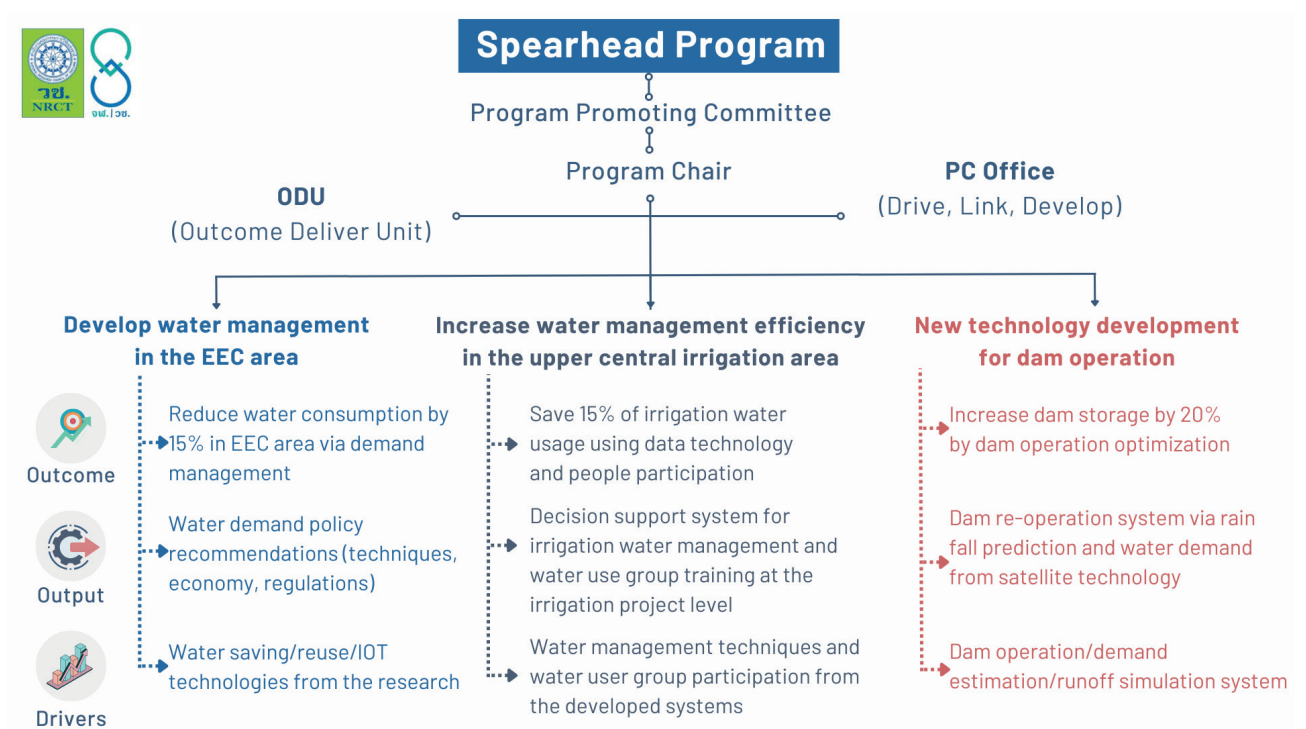 วช.
NRCT
จฬ.|วช.
Spearhead Program
Program Promoting Committee
Program Chair
ODU
(Outcome Deliver Unit)
PC Office
(Drive, Link, Develop)
Develop water management
in the EEC area
Increase water management efficiency
in the upper central irrigation area
New technology development
for dam operation
Outcome
Reduce water consumption by
15% in EEC area via demand
management
Save 15% of irrigation water
usage using data technology
and people participation
Increase dam storage by 20%
by dam operation optimization
Output
Water demand policy
recommendations (techniques,
economy, regulations)
Decision support system for
irrigation water management and
water use group training at the
irrigation project level
Dam re-operation system via rain
fall prediction and water demand
from satellite technology
Drivers
Water saving/reuse/IOT
technologies from the research
Water management techniques and
water user group participation from
the developed systems
Dam operation/demand
estimation/runoff simulation system